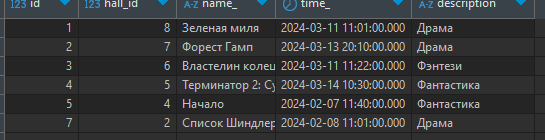 123 id 123 hall_id A-Z name_ time_ A-Z description
1 8 Зеленая миля 2024-03-11 11:01:00.000 Драма
2 7 Форест Гамп 2024-03-13 20:10:00.000 Драма
3 6 Властелин колец 2024-03-11 11:22:00.000 Фэнтези
4 5 Терминатор 2: Су 2024-03-14 10:30:00.000 Фантастика
5 4 Начало 2024-02-07 11:40:00.000 Фантастика
7 2 Список Шиндлер 2024-02-08 11:01:00.000 Драма